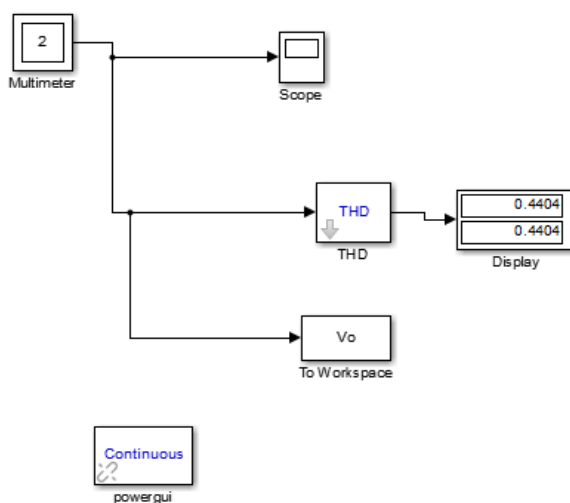 2
Multimeter
Scope
THD
THD
0.4404
0.4404
Display
Vo
To Workspace
Continuous
powergui